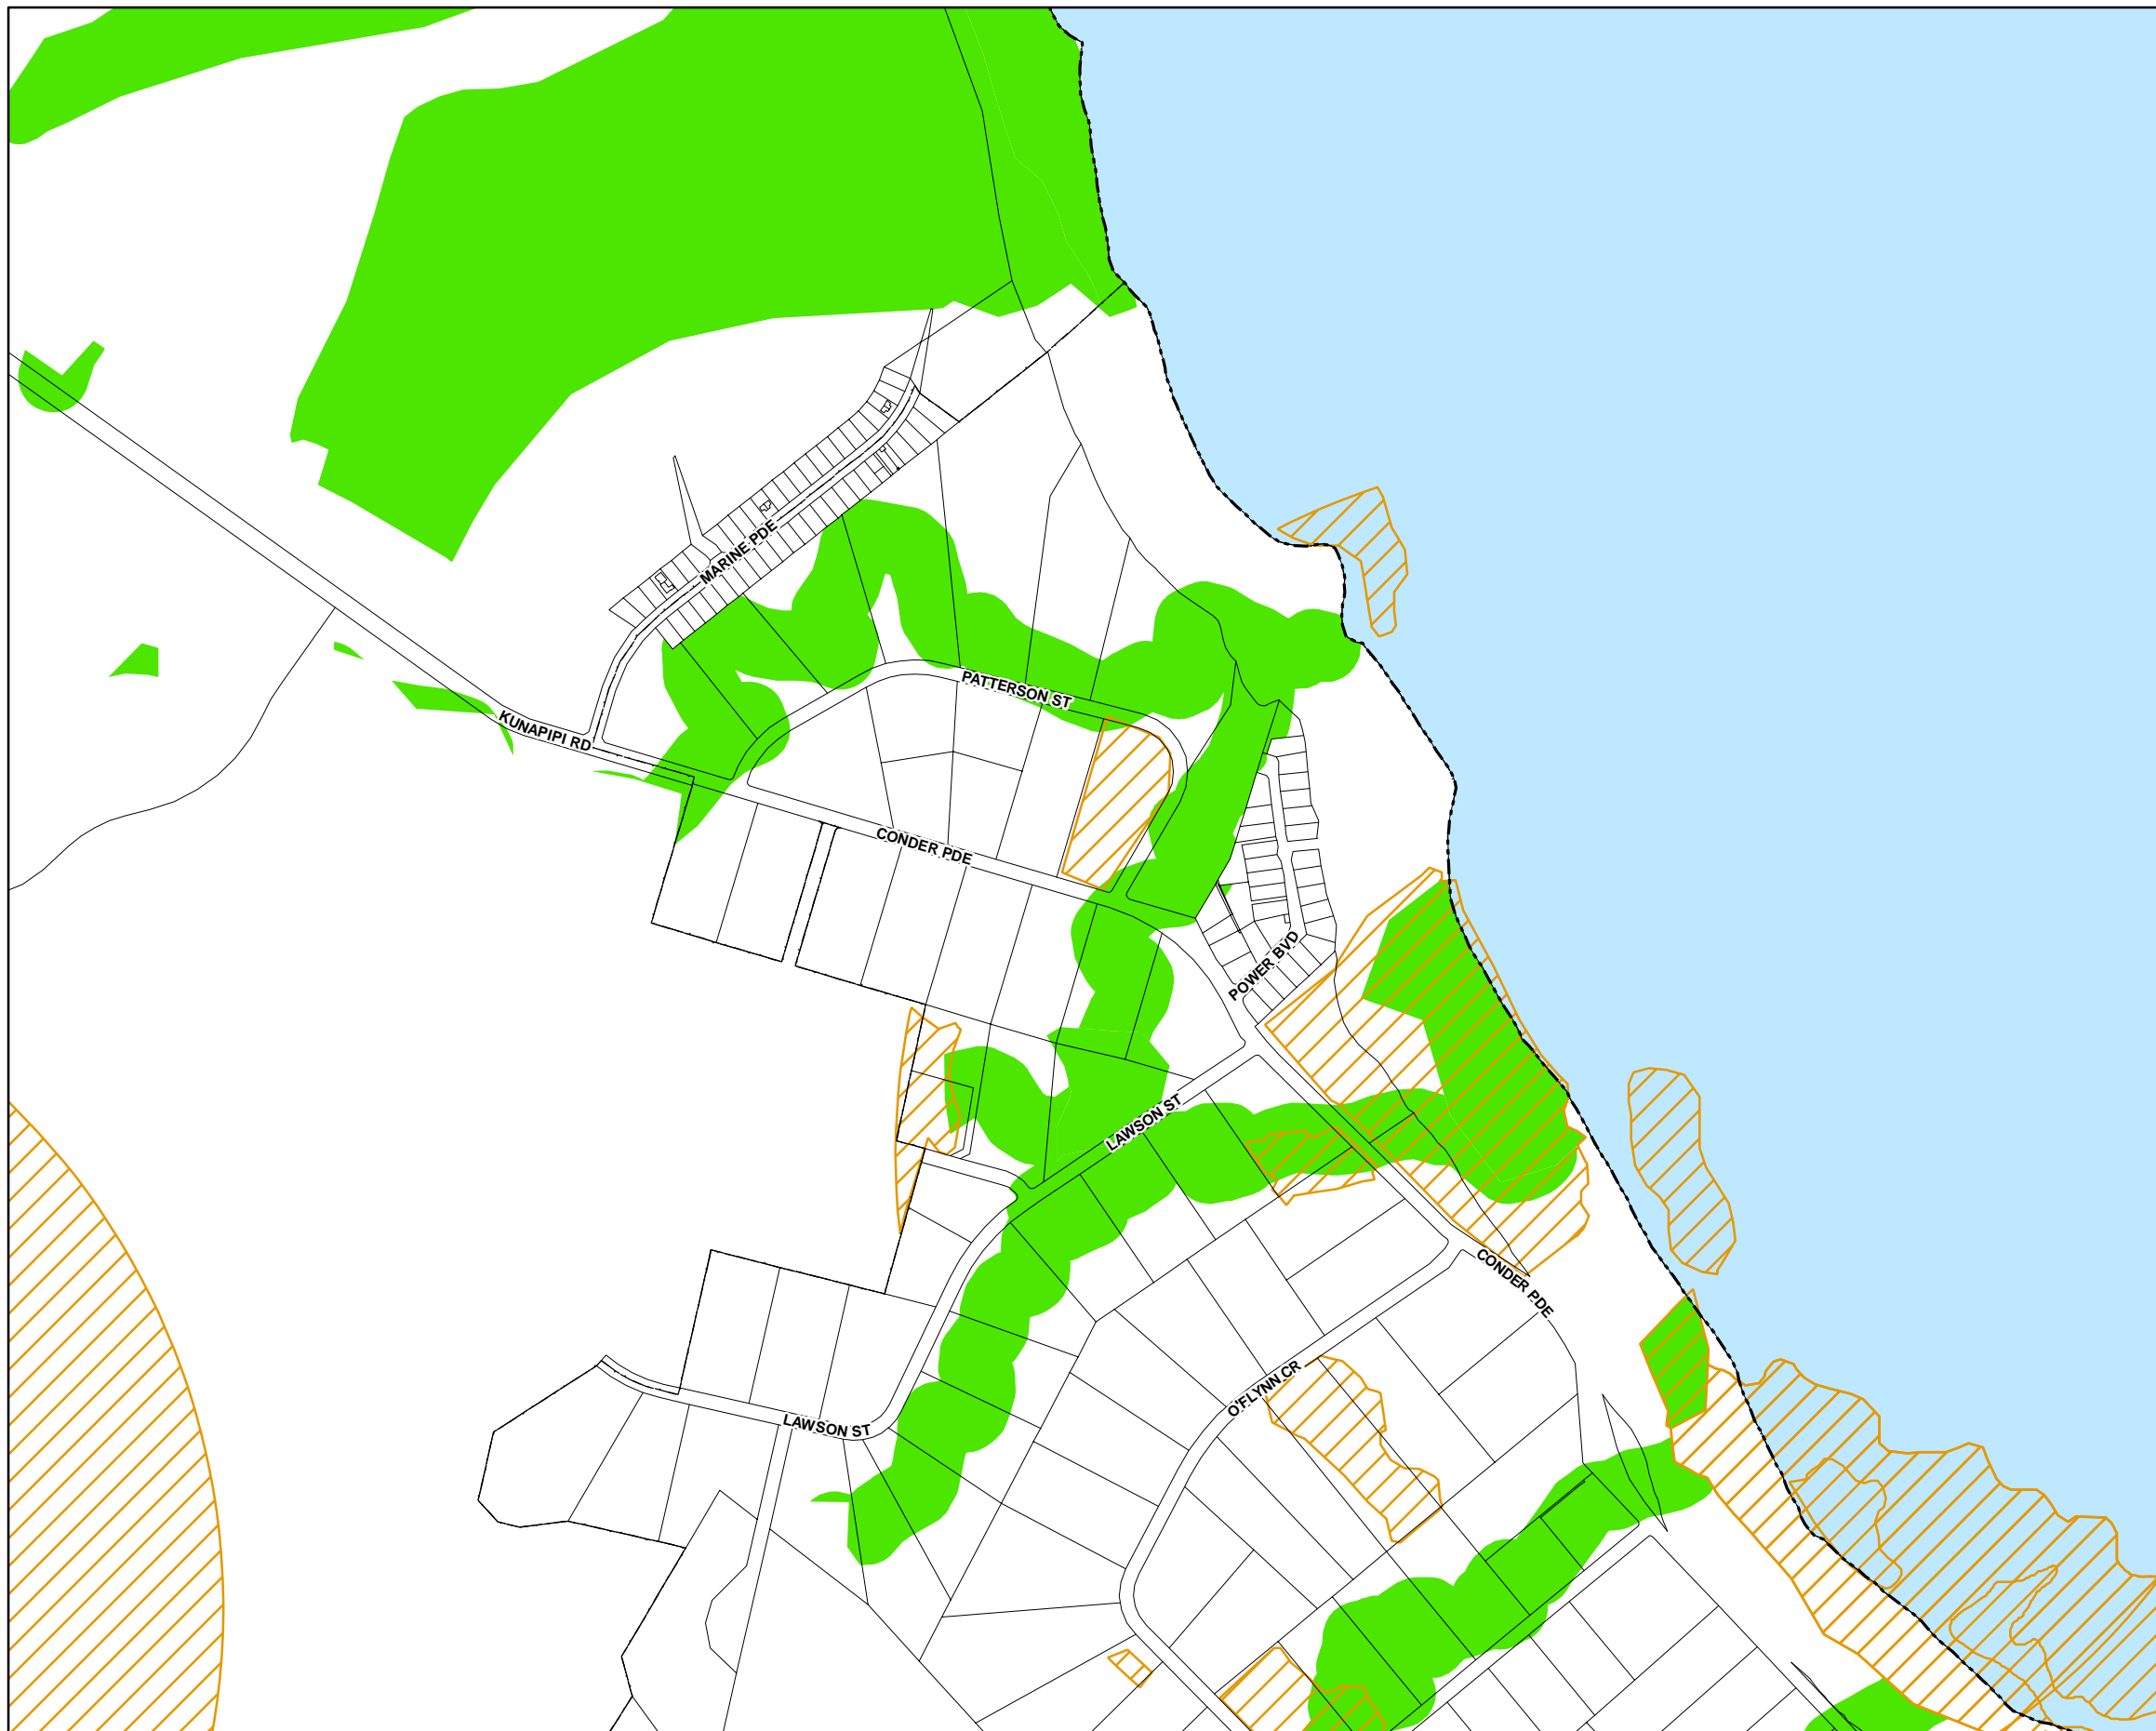 MARINE PDE
PATTERSON ST
KUNAPIPI RD
CONDER PDE
POWER BVD
LAWSON ST
CONDER PDE
O'FLYNN CR
LAWSON ST